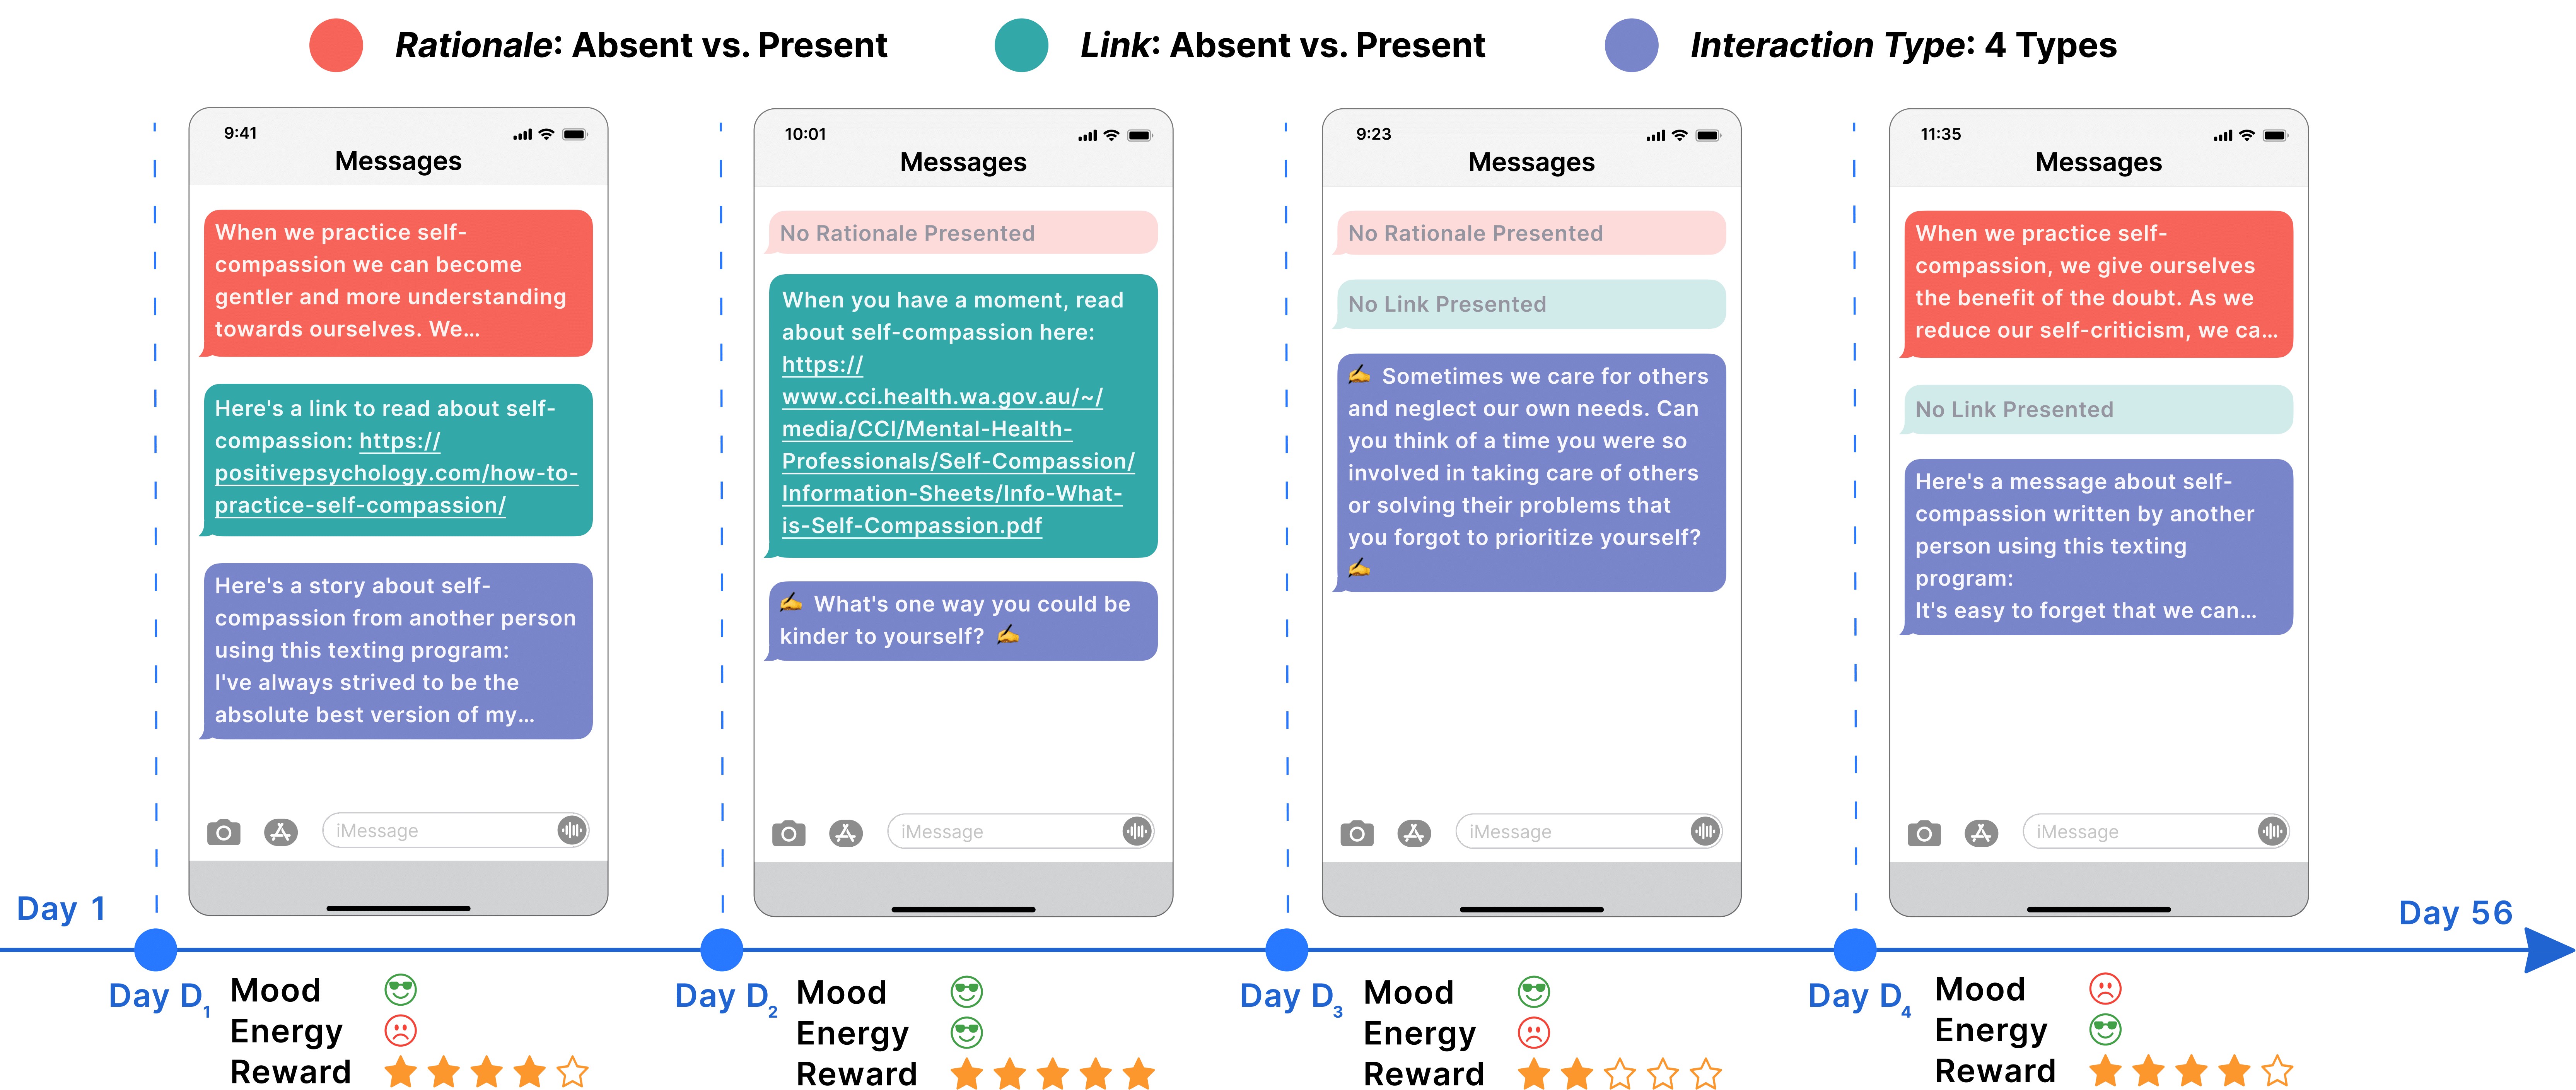 Rationale: Absent vs. Present
Link: Absent vs. Present
Interaction Type: 4 Types
9:41
Messages
When we practice self-
compassion we can become
gentler and more understanding
towards ourselves. We...
Here's a link to read about self-
compassion: https://
positivepsychology.com/how-to-
practice-self-compassion/
Here's a story about self-
compassion from another person
using this texting program:
I've always strived to be the
absolute best version of my...
iMessage
10:01
Messages
No Rationale Presented
When you have a moment, read
about self-compassion here:
https://
www.cci.health.wa.gov.au/~/
media/CCI/Mental-Health-
Professionals/Self-Compassion/
Information-Sheets/Info-What-
is-Self-Compassion.pdf
✍️ What's one way you could be
kinder to yourself? ✍️
iMessage
9:23
Messages
No Rationale Presented
No Link Presented
✍️ Sometimes we care for others
and neglect our own needs. Can
you think of a time you were so
involved in taking care of others
or solving their problems that
you forgot to prioritize yourself?
✍️
iMessage
11:35
Messages
When we practice self-
compassion, we give ourselves
the benefit of the doubt. As we
reduce our self-criticism, we ca...
No Link Presented
Here's a message about self-
compassion written by another
person using this texting
program:
It's easy to forget that we can...
iMessage
Day 1
Day 56
Day D1
Mood
Energy
Reward
Day D2
Mood
Energy
Reward
Day D3
Mood
Energy
Reward
Day D4
Mood
Energy
Reward